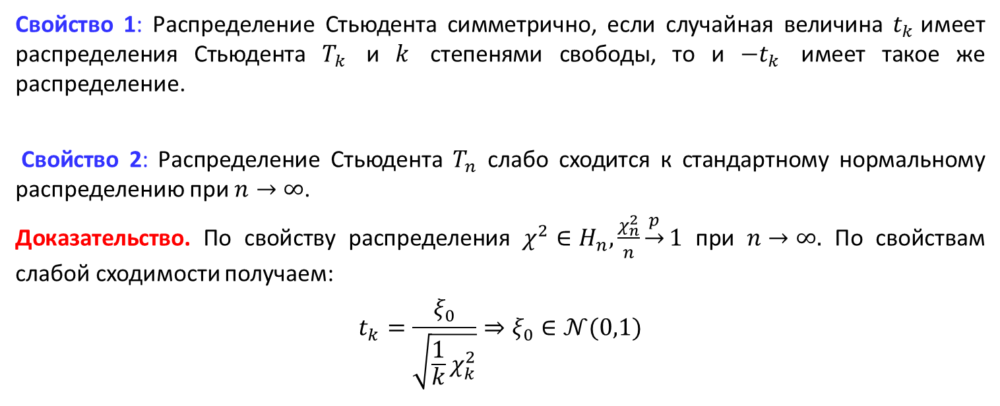 Свойство 1: Распределение Стьюдента симметрично, если случайная величина $t_k$ имеет
распределения Стьюдента $T_k$ и $k$ степенями свободы, то и $-t_k$ имеет такое же
распределение.
Свойство 2: Распределение Стьюдента $T_n$ слабо сходится к стандартному нормальному
распределению при $n \to \infty$.
Доказательство. По свойству распределения $\chi^2 \in H_n, \frac{\chi_n^2}{n} \xrightarrow{p} 1$ при $n \to \infty$. По свойствам
слабой сходимости получаем:
$t_k = \frac{\xi_0}{\sqrt{\frac{1}{k}\chi_k^2}} \Rightarrow \xi_0 \in \mathcal{N}(0,1)$